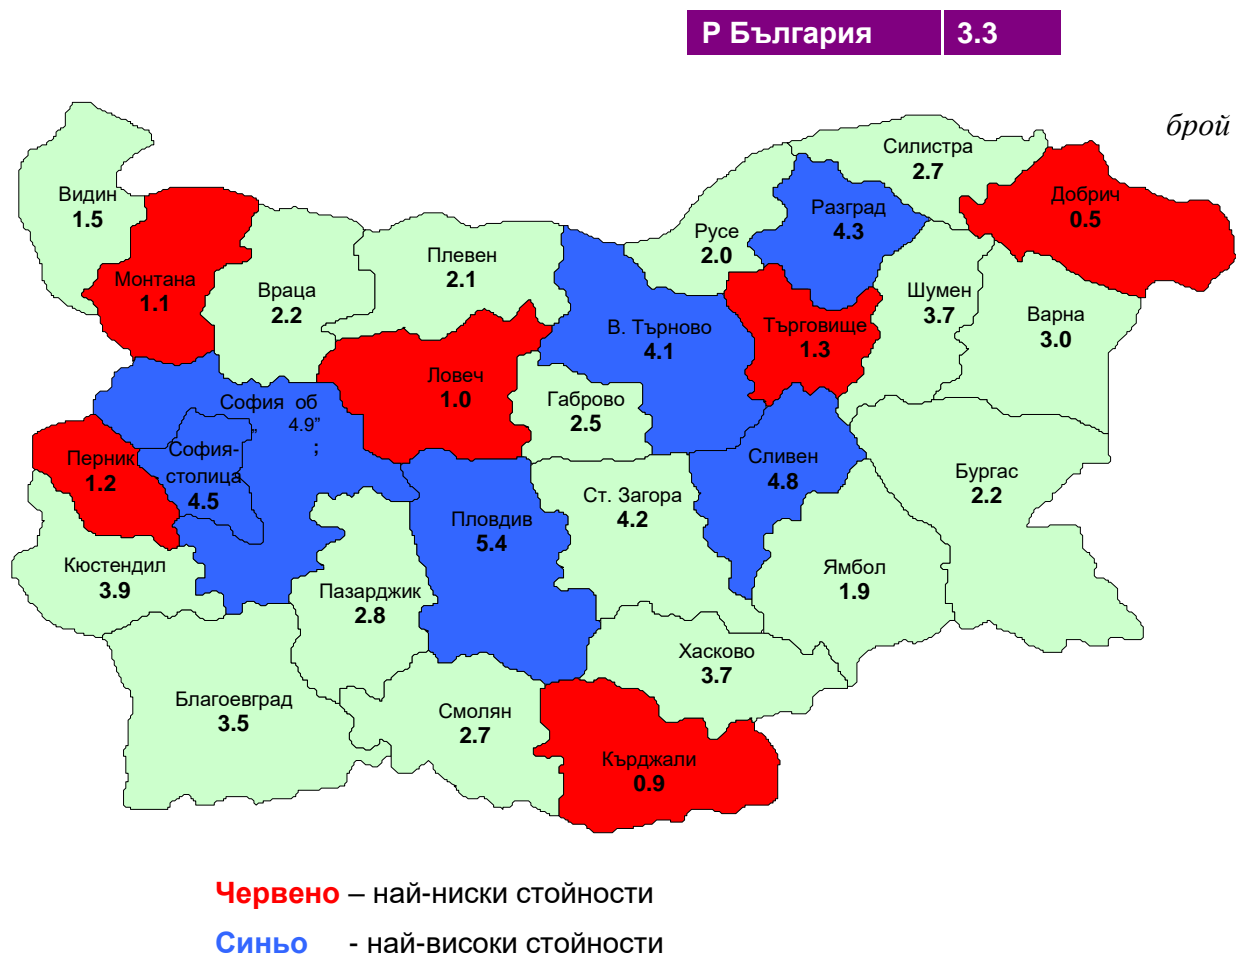 Р България 3.3
брой
Силистра
2.7
Добрич
0.5
Видин
1.5
Разград
4.3
Русе
2.0
Плевен
2.1
Монтана
1.1
Враца
2.2
Шумен
3.7
Варна
3.0
В. Търново
4.1
Търговище
1.3
Ловеч
1.0
София об
„ 4.9"
;
Габрово
2.5
Перник
1.2
София-
столица
4.5
Сливен
4.8
Бургас
2.2
Ст. Загора
4.2
Пловдив
5.4
Кюстендил
3.9
Ямбол
1.9
Пазарджик
2.8
Хасково
3.7
Благоевград
3.5
Смолян
2.7
Кърджали
0.9
Червено – най-ниски стойности
Синьо - най-високи стойности